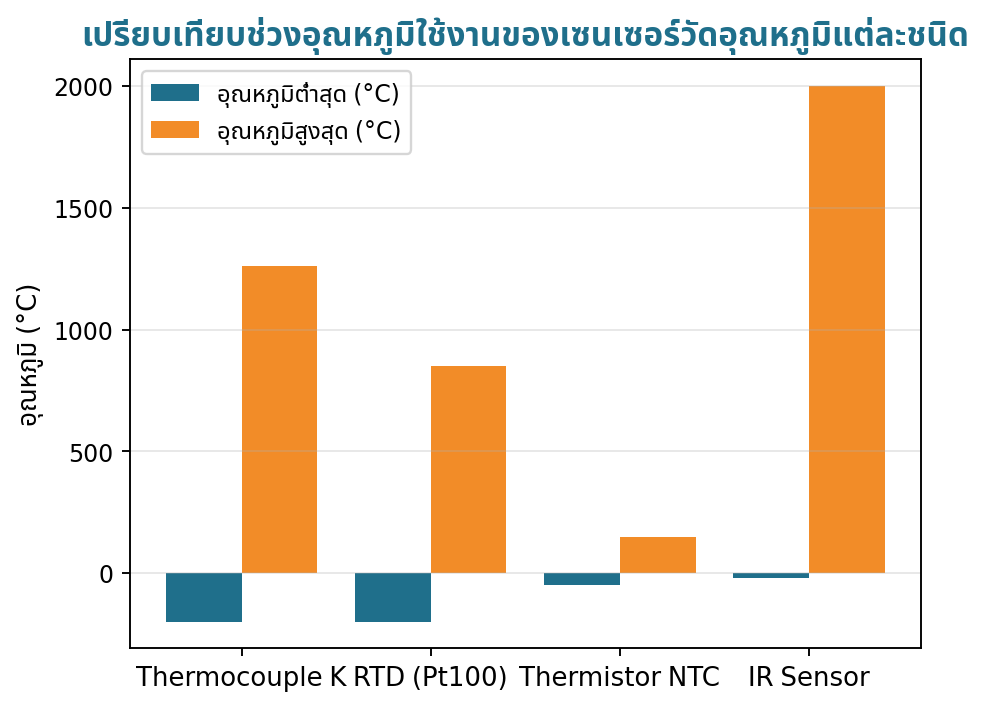 เปรียบเทียบช่วงอุณหภูมิใช้งานของเซนเซอร์วัดอุณหภูมิแต่ละชนิด
อุณหภูมิต่ำสุด (°C)
อุณหภูมิสูงสุด (°C)
อุณหภูมิ (°C)
2000
1500
1000
500
0
Thermocouple K RTD (Pt100) Thermistor NTC IR Sensor